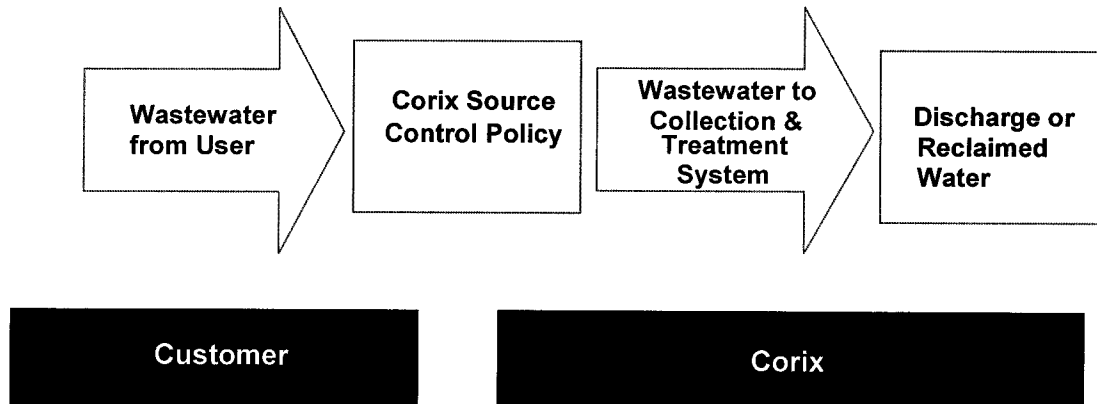 Wastewater
from User
Corix Source
Control Policy
Wastewater to
Collection &
Treatment
System
Discharge or
Reclaimed
Water
Customer
Corix